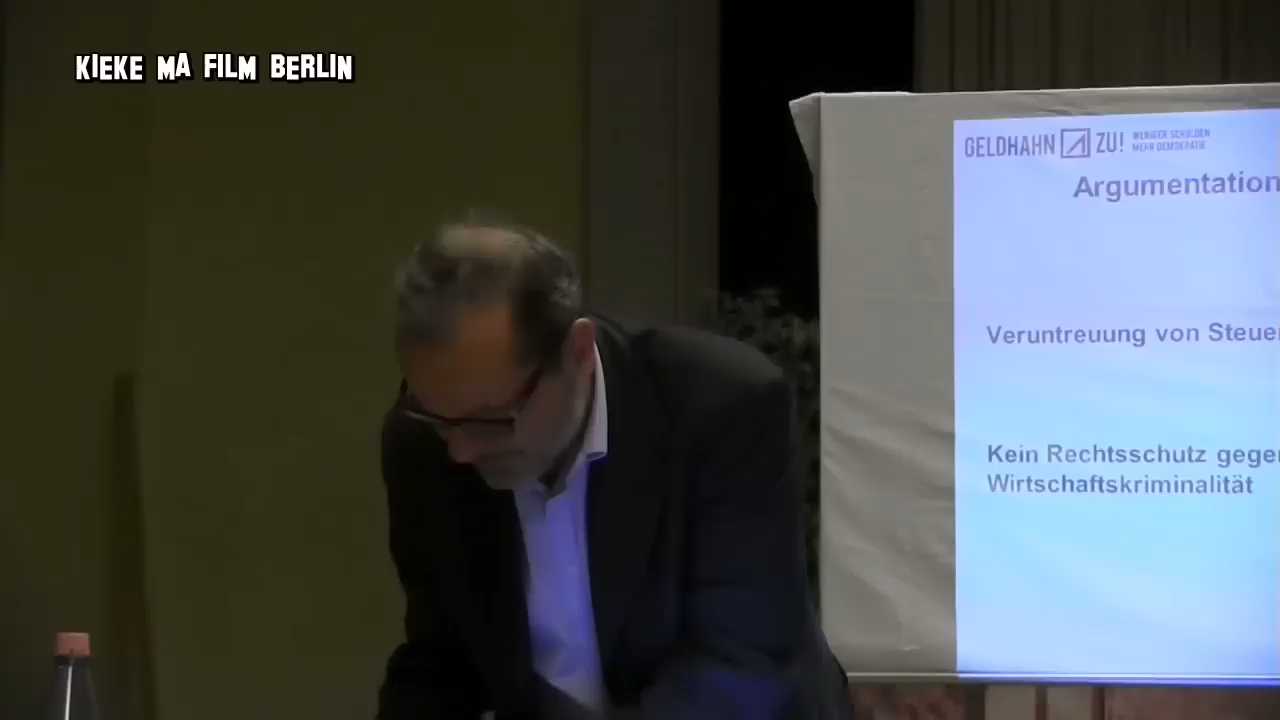 KIEKE MA FILM BERLIN
GELDHAHN ZU! WENIGER SCHULDEN
MEHR DEMOKRATIE
Argumentation
Veruntreuung von Steuer
Kein Rechtsschutz gegen
Wirtschaftskriminalität